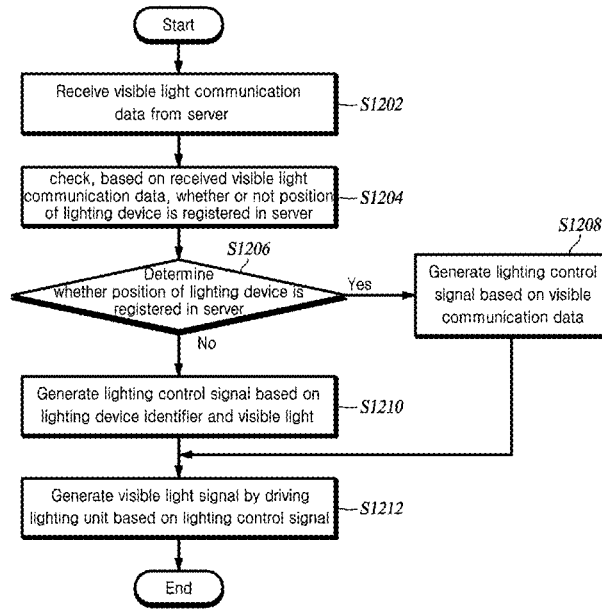 Start
Receive visible light communication
data from server
S1202
check, based on received visible light
communication data, whether or not position
of lighting device is registered in server
S1204
S1206
Determine
whether position of lighting device is
registered in server
Yes
No
S1208
Generate lighting control
signal based on visible
communication data
Generate lighting control signal based on
lighting device identifier and visible light
S1210
Generate visible light signal by driving
lighting unit based on lighting control signal
S1212
End